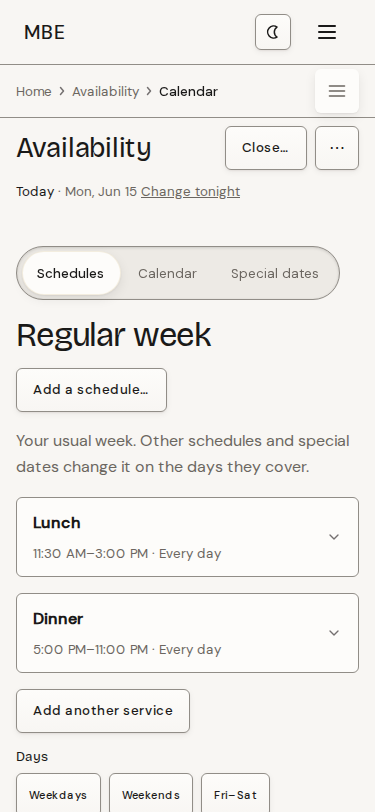 MBE
Home > Availability > Calendar
Availability
Close…
···
Today · Mon, Jun 15 Change tonight
Schedules
Calendar
Special dates
Regular week
Add a schedule…
Your usual week. Other schedules and special
dates change it on the days they cover.
Lunch
11:30 AM–3:00 PM · Every day
Dinner
5:00 PM–11:00 PM · Every day
Add another service
Days
Weekdays
Weekends
Fri–Sat